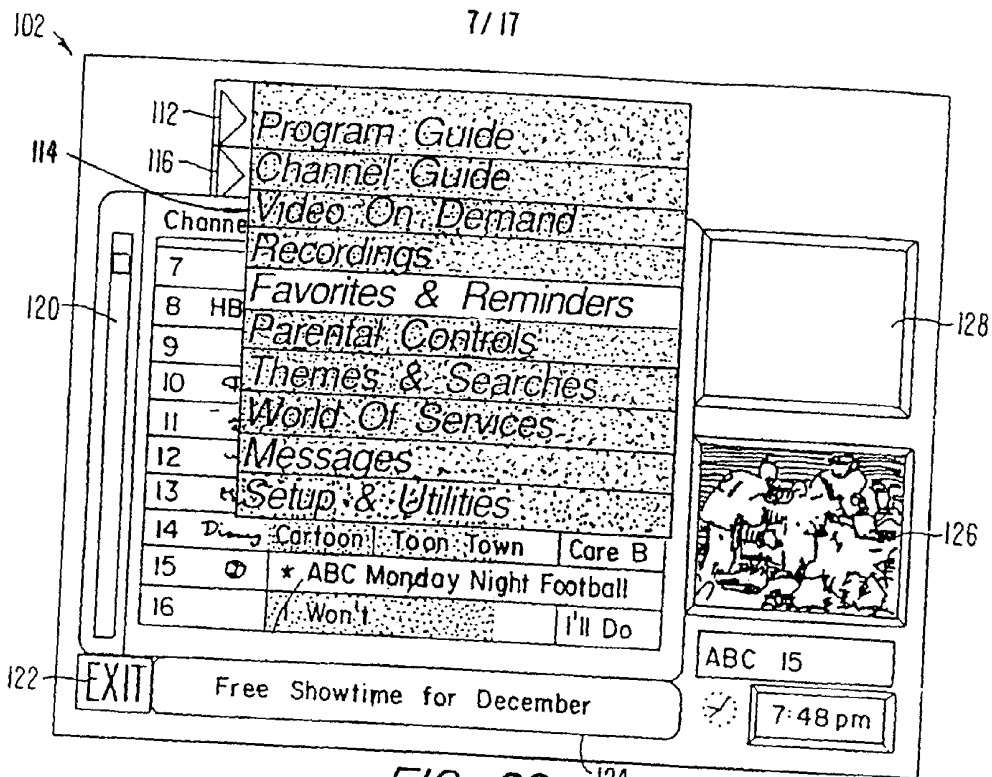 7/17
102
112
Program Guide
116
Channel Guide
114
Video On Demand
Channe
Recordings
7
Favorites & Reminders
8 HB
120
128
Parental Controls
9
Themes & Searches
10
World Of Services
11
Messages
12
Setup & Utilities
13
14 Disney Cartoon Toon Town Care B
126
15 * ABC Monday Night Football
16 I Won't I'll Do
ABC 15
122
EXIT
Free Showtime for December
7:48 pm
124